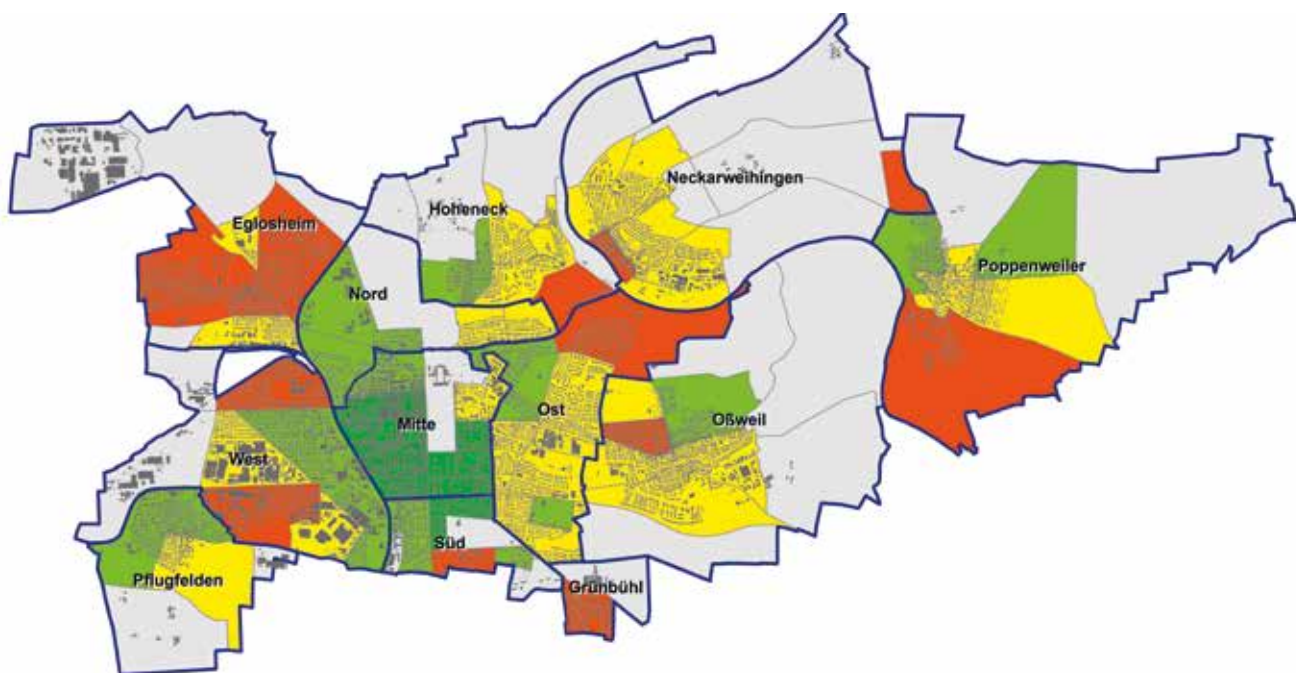 Neckarweihingen
Hoheneck
Eglosheim
Poppenweiler
Nord
Ost
Oßweil
Mitte
West
Süd
Pflugfelden
Grünbühl